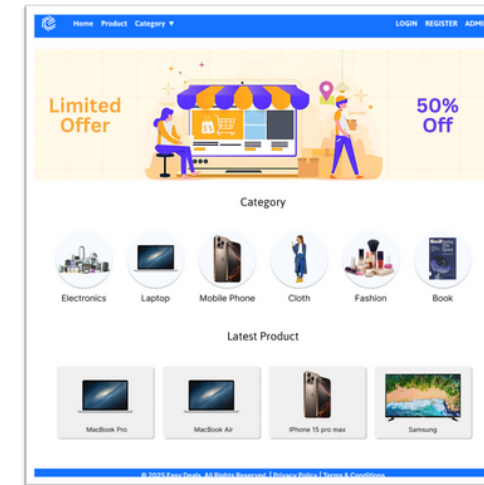 Home Product Category ▼ LOGIN REGISTER ADMI
Limited
Offer
50%
Off
Category
Electronics Laptop Mobile Phone Cloth Fashion Book
Latest Product
MacBook Pro MacBook Air iPhone 15 pro max Samsung
© 2025 Easy Deals. All Rights Reserved. | Privacy Policy | Terms & Conditions